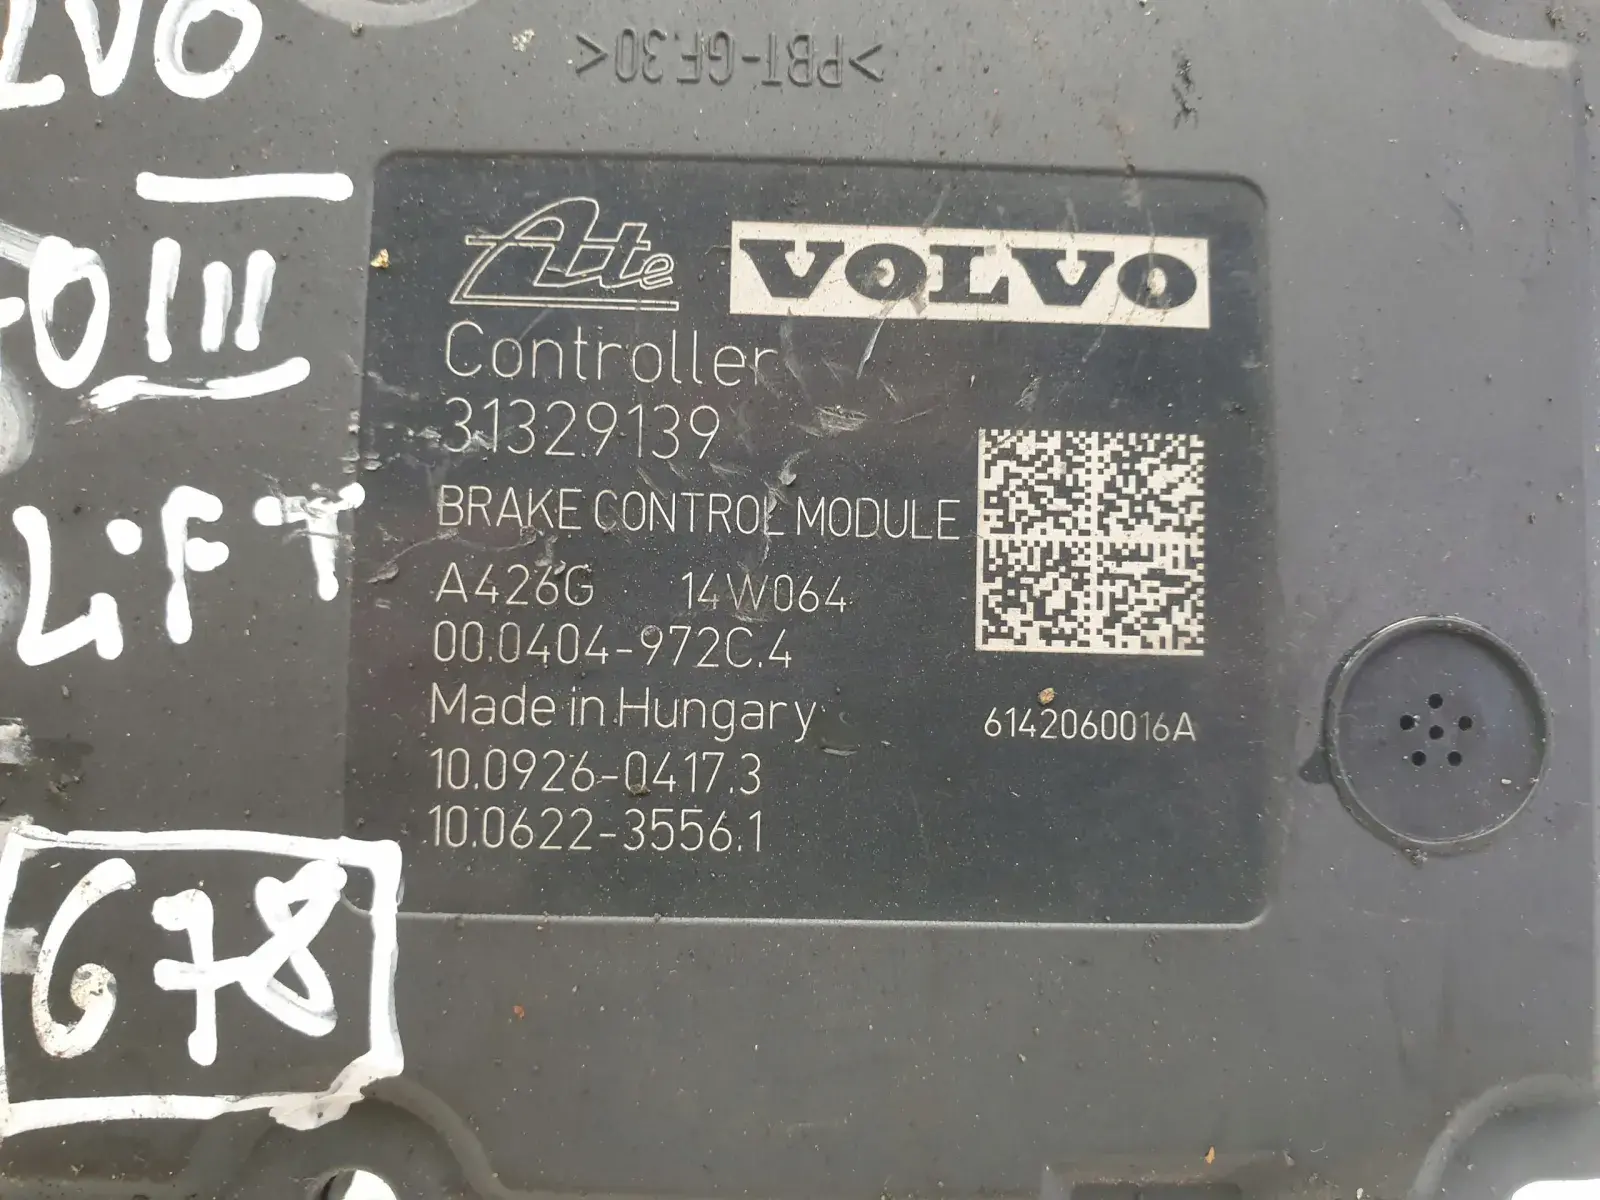 >PBT-GF30<
Ate VOLVO
Controller
31329139
BRAKE CONTROL MODULE
A426G 14W064
00.0404-972C.4
Made in Hungary
6142060016A
10.0926-0417.3
10.0622-3556.1
LiFT
678